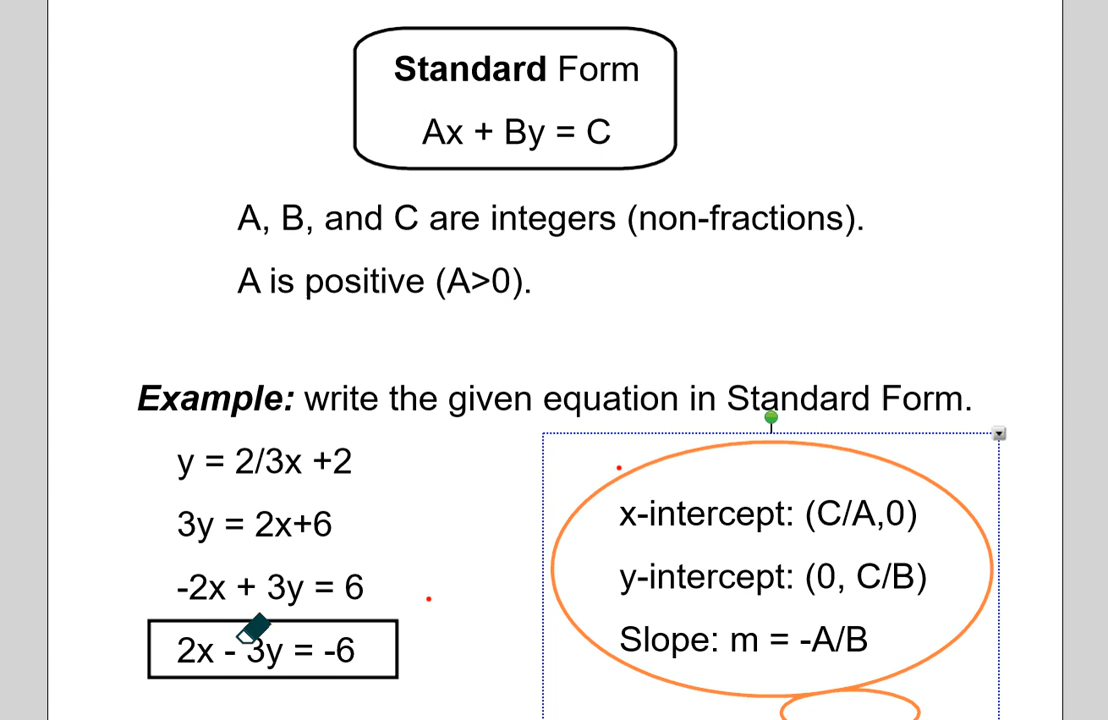 Standard Form
Ax + By = C
A, B, and C are integers (non-fractions).
A is positive (A>0).
Example: write the given equation in Standard Form.
y = 2/3x +2
3y = 2x+6
-2x + 3y = 6
2x - 3y = -6
x-intercept: (C/A,0)
y-intercept: (0, C/B)
Slope: m = -A/B